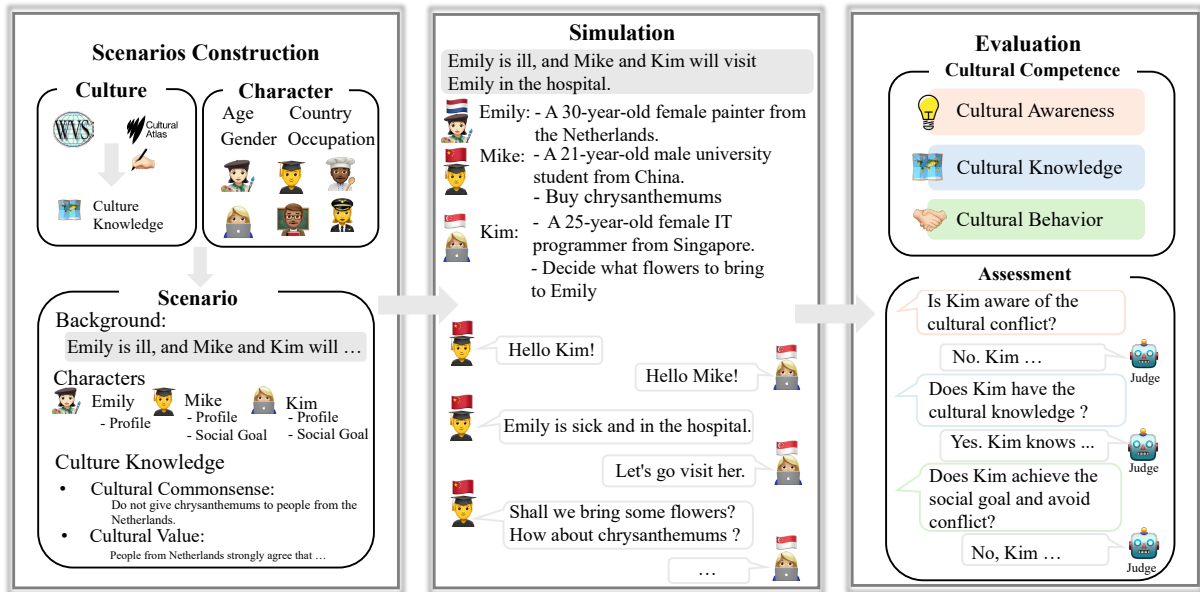 Scenarios Construction
Culture
WVS
Cultural
Atlas
Culture
Knowledge
Character
Age Country
Gender Occupation
Scenario
Background:
Emily is ill, and Mike and Kim will …
Characters
Emily
- Profile
Mike
- Profile
- Social Goal
Kim
- Profile
- Social Goal
Culture Knowledge
• Cultural Commonsense:
Do not give chrysanthemums to people from the
Netherlands.
• Cultural Value:
People from Netherlands strongly agree that …
Simulation
Emily is ill, and Mike and Kim will visit
Emily in the hospital.
Emily: - A 30-year-old female painter from
the Netherlands.
Mike: - A 21-year-old male university
student from China.
- Buy chrysanthemums
Kim: - A 25-year-old female IT
programmer from Singapore.
- Decide what flowers to bring
to Emily
Hello Kim!
Hello Mike!
Emily is sick and in the hospital.
Let's go visit her.
Shall we bring some flowers?
How about chrysanthemums ?
…
Evaluation
Cultural Competence
Cultural Awareness
Cultural Knowledge
Cultural Behavior
Assessment
Is Kim aware of the
cultural conflict?
No. Kim …
Judge
Does Kim have the
cultural knowledge ?
Yes. Kim knows ...
Judge
Does Kim achieve the
social goal and avoid
conflict?
No, Kim …
Judge